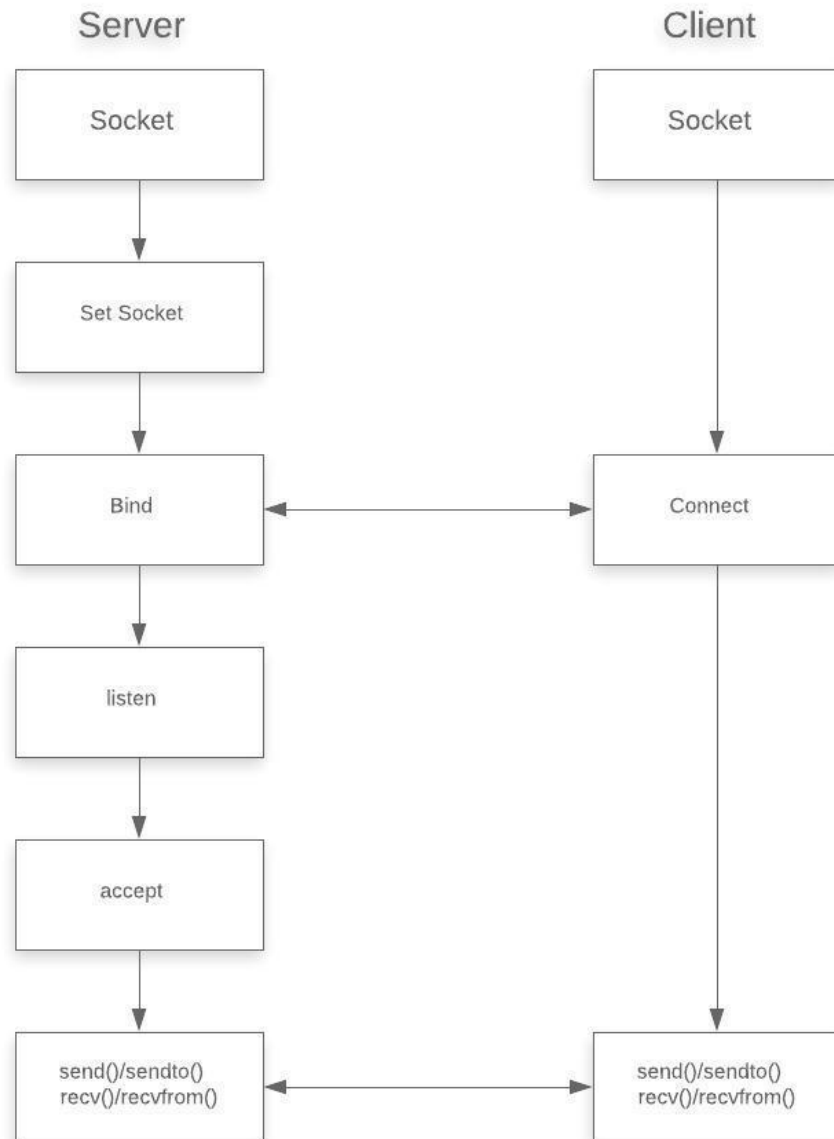 Server
Client
Socket
Socket
Set Socket
Bind
Connect
listen
accept
send()/sendto()
recv()/recvfrom()
send()/sendto()
recv()/recvfrom()